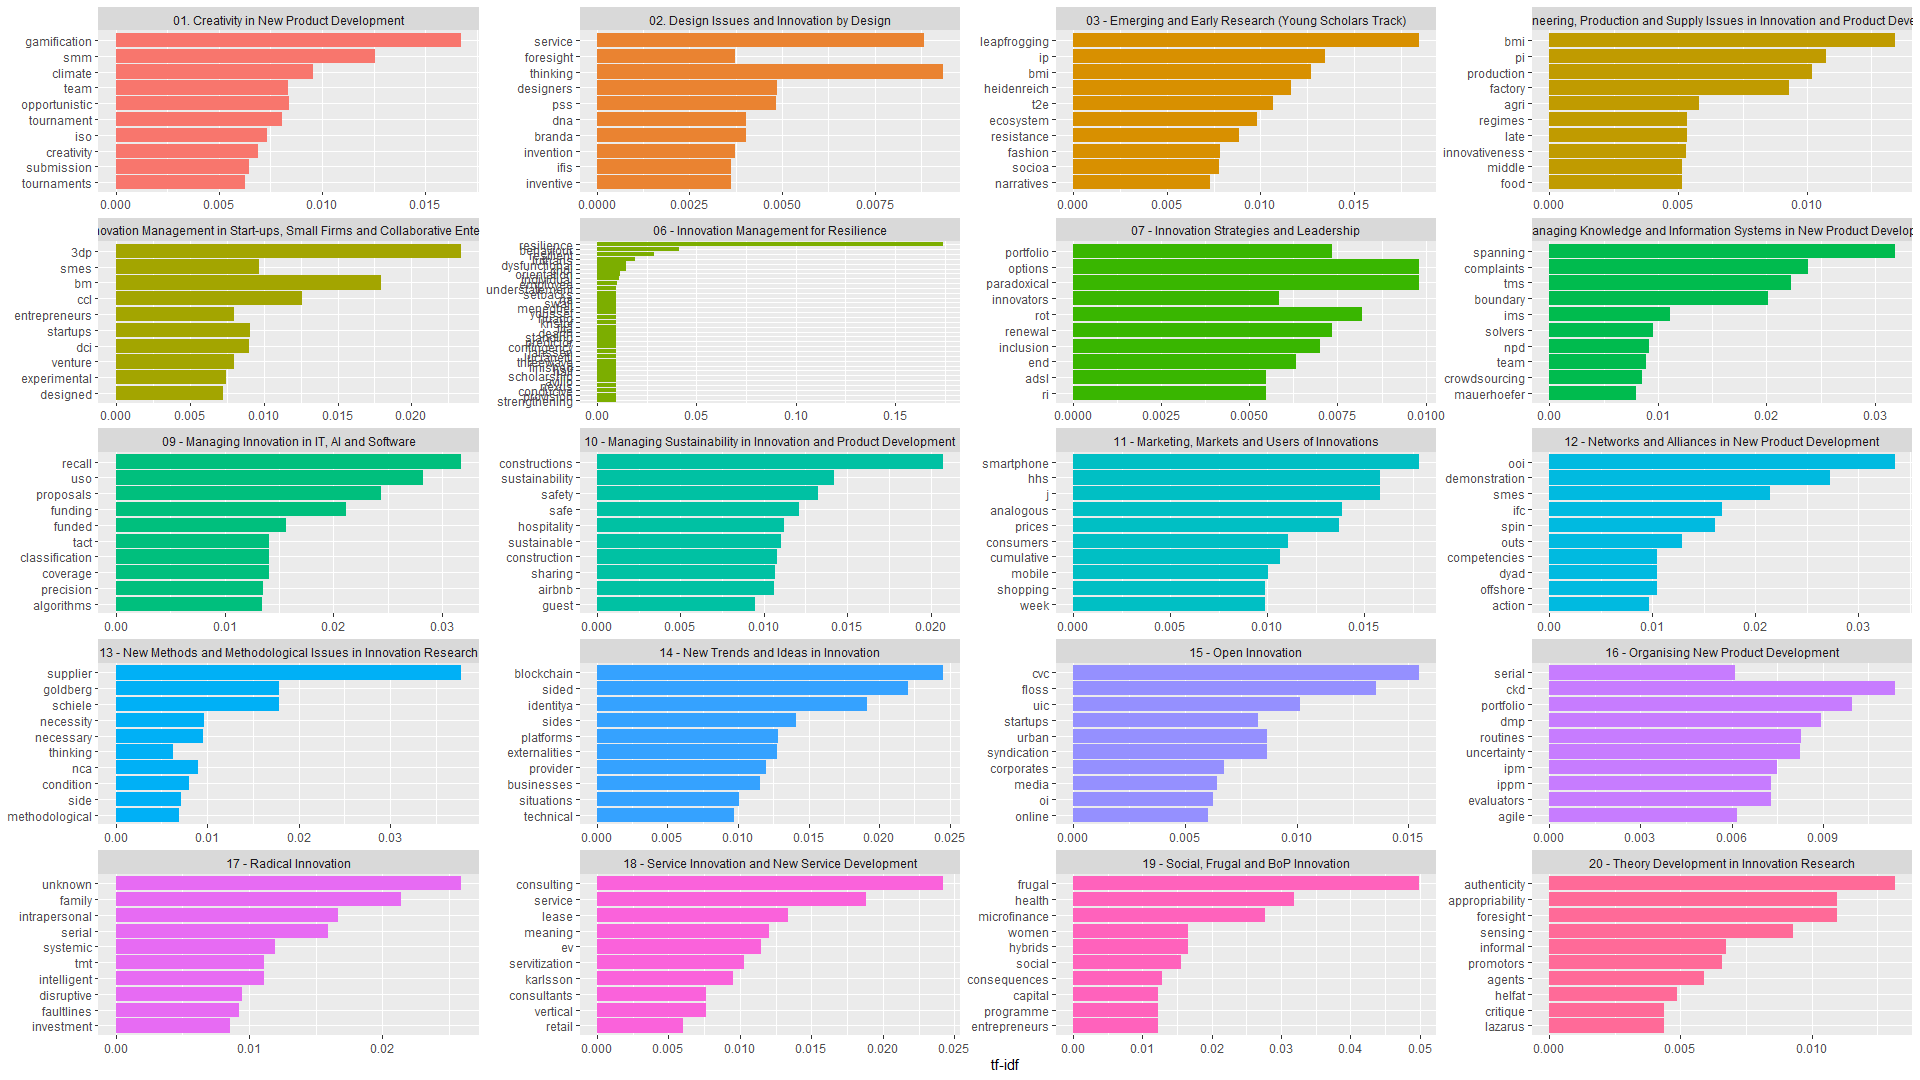 01. Creativity in New Product Development
gamification
smm
climate
team
opportunistic
tournament
iso
creativity
submission
tournaments
0.000 0.005 0.010 0.015
02. Design Issues and Innovation by Design
service
foresight
thinking
designers
pss
dna
branda
invention
ifis
inventive
0.0000 0.0025 0.0050 0.0075
03 - Emerging and Early Research (Young Scholars Track)
leapfrogging
ip
bmi
heidenreich
t2e
ecosystem
resistance
fashion
socioa
narratives
0.000 0.005 0.010 0.015
neering, Production and Supply Issues in Innovation and Product Deve
bmi
pi
production
factory
agri
regimes
late
innovativeness
middle
food
0.000 0.005 0.010
novation Management in Start-ups, Small Firms and Collaborative Ente
3dp
smes
bm
ccl
entrepreneurs
startups
dci
venture
experimental
designed
0.000 0.005 0.010 0.015 0.020
06 - Innovation Management for Resilience
resilience
resilient
dysfunctional
orientation
employee
understatement
setbacks
standing
predictor
contingency
scholarship
strengthening
0.00 0.05 0.10 0.15
07 - Innovation Strategies and Leadership
portfolio
options
paradoxical
innovators
rot
renewal
inclusion
end
adsl
ri
0.0000 0.0025 0.0050 0.0075 0.0100
anaging Knowledge and Information Systems in New Product Develop
spanning
complaints
tms
boundary
ims
solvers
npd
team
crowdsourcing
mauerhoefer
0.00 0.01 0.02 0.03
09 - Managing Innovation in IT, AI and Software
recall
uso
proposals
funding
funded
tact
classification
coverage
precision
algorithms
0.00 0.01 0.02 0.03
10 - Managing Sustainability in Innovation and Product Development
constructions
sustainability
safety
safe
hospitality
sustainable
construction
sharing
airbnb
guest
0.000 0.005 0.010 0.015 0.020
11 - Marketing, Markets and Users of Innovations
smartphone
hhs
j
analogous
prices
consumers
cumulative
mobile
shopping
week
0.000 0.005 0.010 0.015
12 - Networks and Alliances in New Product Development
ooi
demonstration
smes
ifc
spin
outs
competencies
dyad
offshore
action
0.00 0.01 0.02 0.03
13 - New Methods and Methodological Issues in Innovation Research
supplier
goldberg
schiele
necessity
necessary
thinking
nca
condition
side
methodological
0.00 0.01 0.02 0.03
14 - New Trends and Ideas in Innovation
blockchain
sided
identitya
sides
platforms
externalities
provider
businesses
situations
technical
0.000 0.005 0.010 0.015 0.020 0.025
15 - Open Innovation
cvc
floss
uic
startups
urban
syndication
corporates
media
oi
online
0.000 0.005 0.010 0.015
16 - Organising New Product Development
serial
ckd
portfolio
dmp
routines
uncertainty
ipm
ippm
evaluators
agile
0.000 0.003 0.006 0.009
17 - Radical Innovation
unknown
family
intrapersonal
serial
systemic
tmt
intelligent
disruptive
faultlines
investment
0.00 0.01 0.02
18 - Service Innovation and New Service Development
consulting
service
lease
meaning
ev
servitization
karlsson
consultants
vertical
retail
0.000 0.005 0.010 0.015 0.020 0.025
19 - Social, Frugal and BoP Innovation
frugal
health
microfinance
women
hybrids
social
consequences
capital
programme
entrepreneurs
0.00 0.01 0.02 0.03 0.04 0.05
20 - Theory Development in Innovation Research
authenticity
appropriability
foresight
sensing
informal
promotors
agents
helfat
critique
lazarus
0.000 0.005 0.010
tf-idf